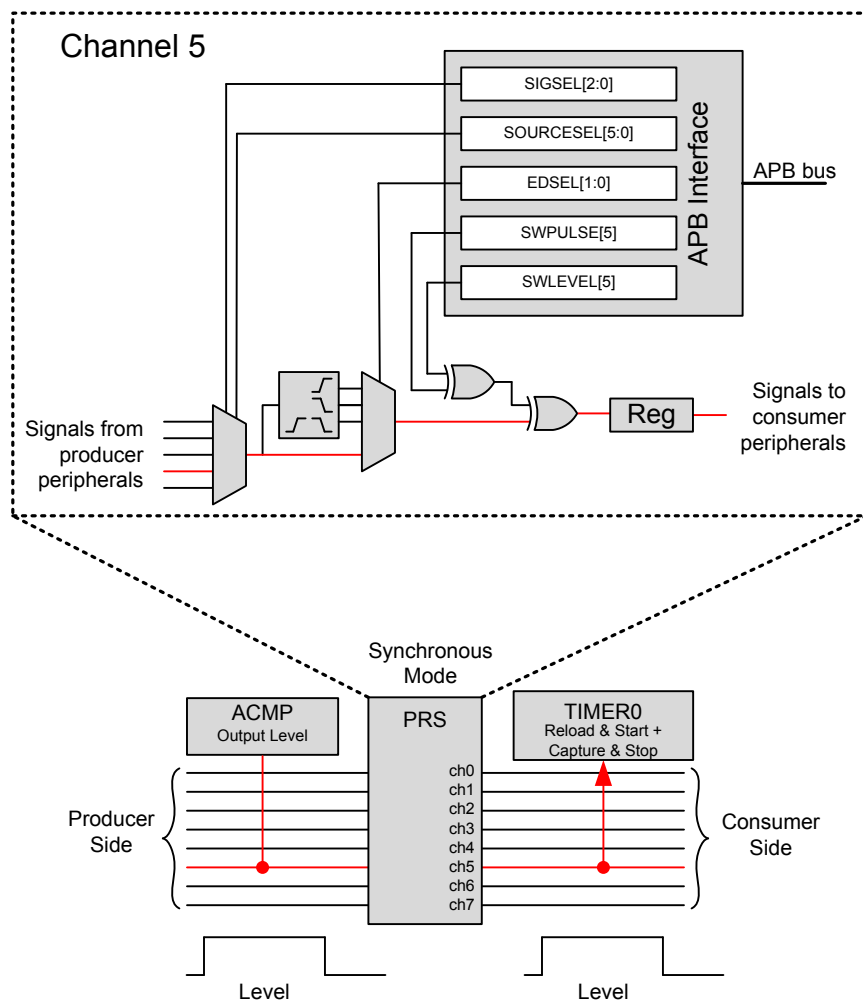 Channel 5
SIGSEL[2:0]
SOURCESEL[5:0]
EDSEL[1:0]
SWPULSE[5]
SWLEVEL[5]
APB Interface
APB bus
Signals from
producer
peripherals
Reg
Signals to
consumer
peripherals
Synchronous
Mode
ACMP
Output Level
PRS
TIMER0
Reload & Start +
Capture & Stop
ch0
ch1
ch2
ch3
ch4
ch5
ch6
ch7
Producer
Side
Consumer
Side
Level
Level